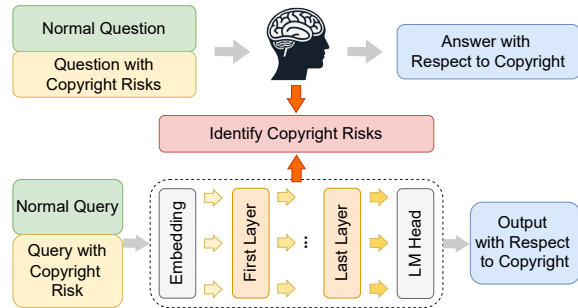 Normal Question
Question with
Copyright Risks
Answer with
Respect to Copyright
Identify Copyright Risks
Normal Query
Query with
Copyright
Risk
Embedding
First Layer
...
Last Layer
LM Head
Output
with Respect
to Copyright